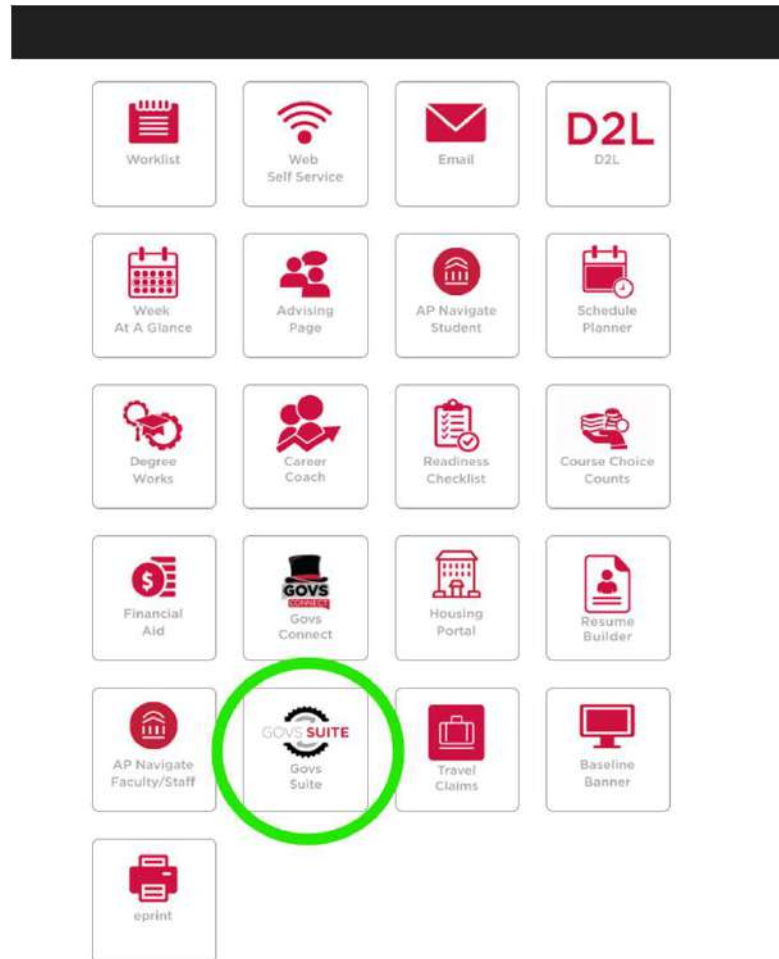 Worklist
Web
Self Service
Email
D2L
D2L
Week
At A Glance
Advising
Page
AP Navigate
Student
Schedule
Planner
Degree
Works
Career
Coach
Readiness
Checklist
Course Choice
Counts
$
Financial
Aid
GOVS
CONNECT
Govs
Connect
Housing
Portal
Resume
Builder
AP Navigate
Faculty/Staff
GOVS SUITE
Govs
Suite
Travel
Claims
Baseline
Banner
eprint